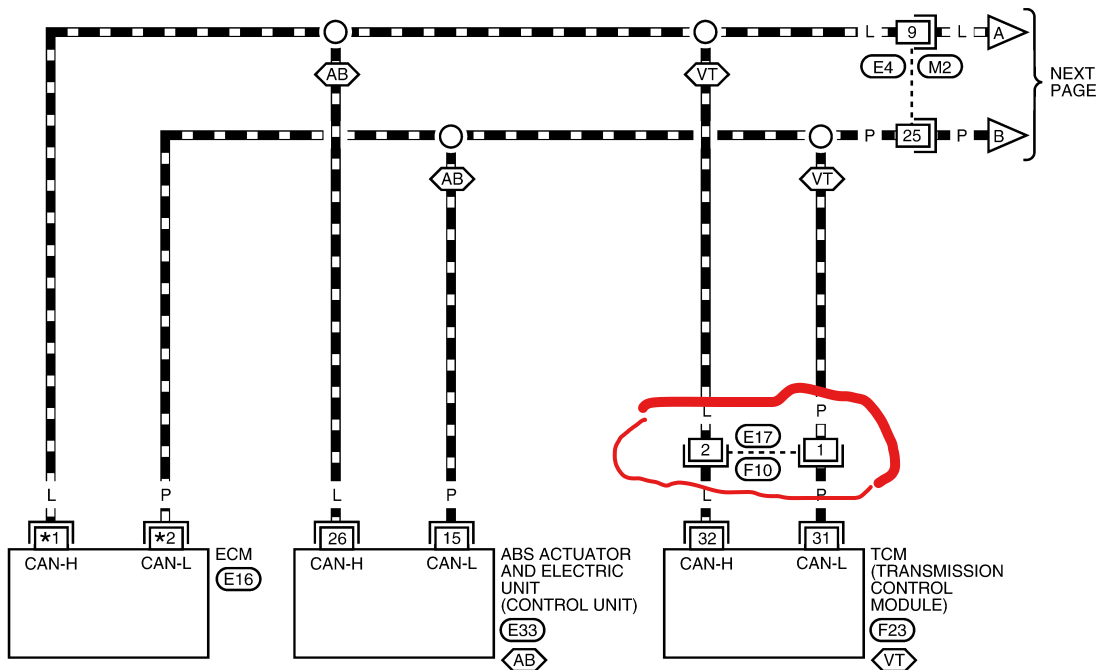 L 9 L A
AB VT E4 M2
NEXT
PAGE
P 25 P B
AB VT
L P
E17
2 1
F10
L P L P L P
*1 *2 26 15 32 31
CAN-H CAN-L
ECM
E16
CAN-H CAN-L
ABS ACTUATOR
AND ELECTRIC
UNIT
(CONTROL UNIT)
E33
AB
CAN-H CAN-L
TCM
(TRANSMISSION
CONTROL
MODULE)
F23
VT